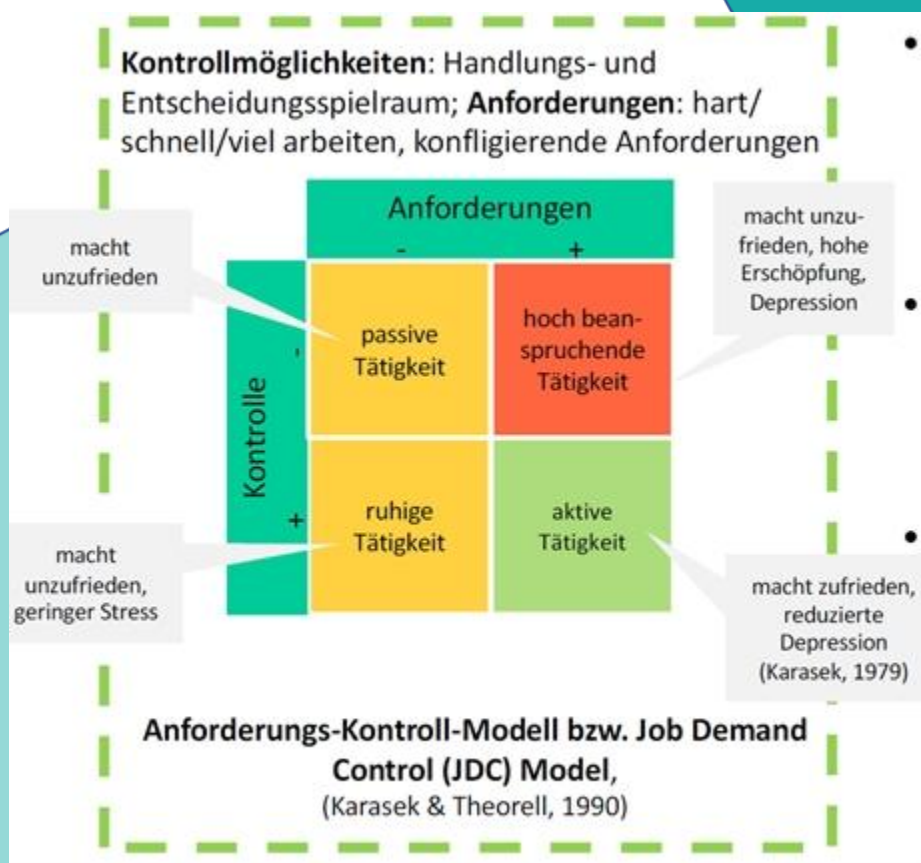 Kontrollmöglichkeiten: Handlungs- und
Entscheidungsspielraum; Anforderungen: hart/
schnell/viel arbeiten, konfligierende Anforderungen
Anforderungen
- +
macht
unzufrieden
macht unzu-
frieden, hohe
Erschöpfung,
Depression
Kontrolle
-
+
passive
Tätigkeit
hoch bean-
spruchende
Tätigkeit
ruhige
Tätigkeit
aktive
Tätigkeit
macht
unzufrieden,
geringer Stress
macht zufrieden,
reduzierte
Depression
(Karasek, 1979)
Anforderungs-Kontroll-Modell bzw. Job Demand
Control (JDC) Model,
(Karasek & Theorell, 1990)